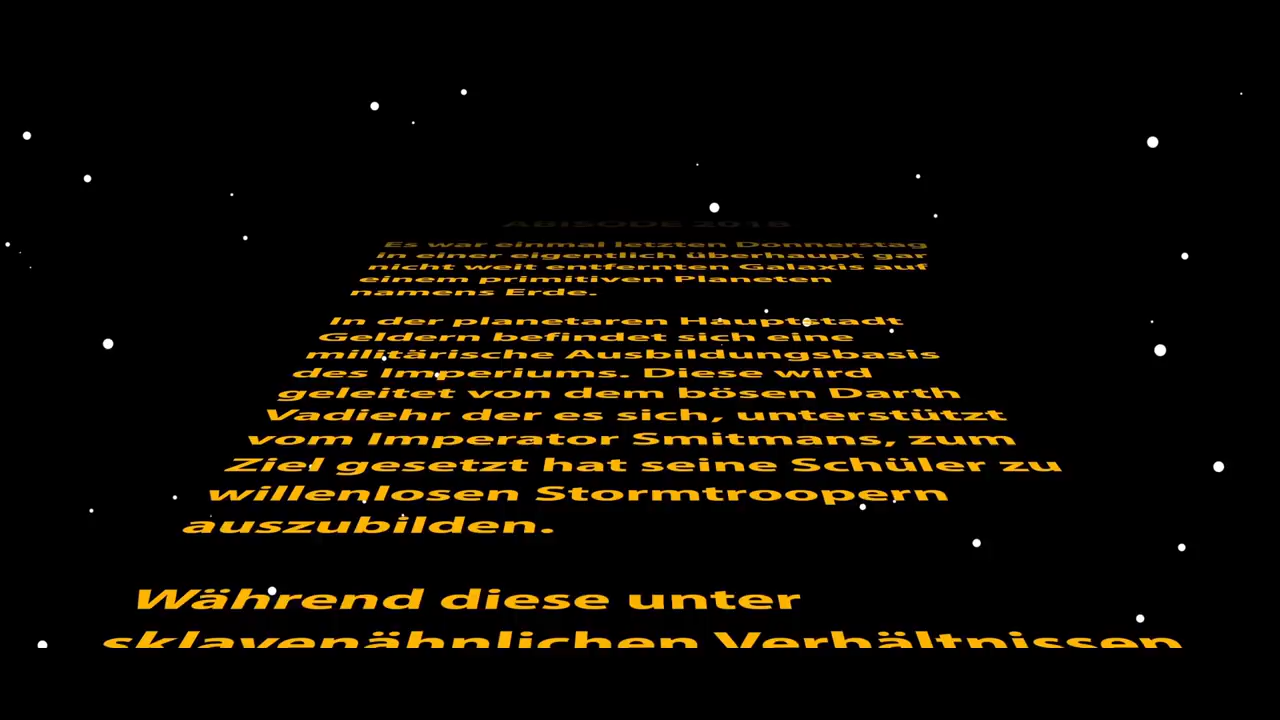 ABISODE 2018
Es war einmal letzten Donnerstag
in einer eigentlich überhaupt gar
nicht weit entfernten Galaxis auf
einem primitiven Planeten
namens Erde.
In der planetaren Hauptstadt
Geldern befindet sich eine
militärische Ausbildungsbasis
des Imperiums. Diese wird
geleitet von dem bösen Darth
Vadiehr der es sich, unterstützt
vom Imperator Smitmans, zum
Ziel gesetzt hat seine Schüler zu
willenlosen Stormtroopern
auszubilden.
Während diese unter
sklavenähnlichen Verhältnissen